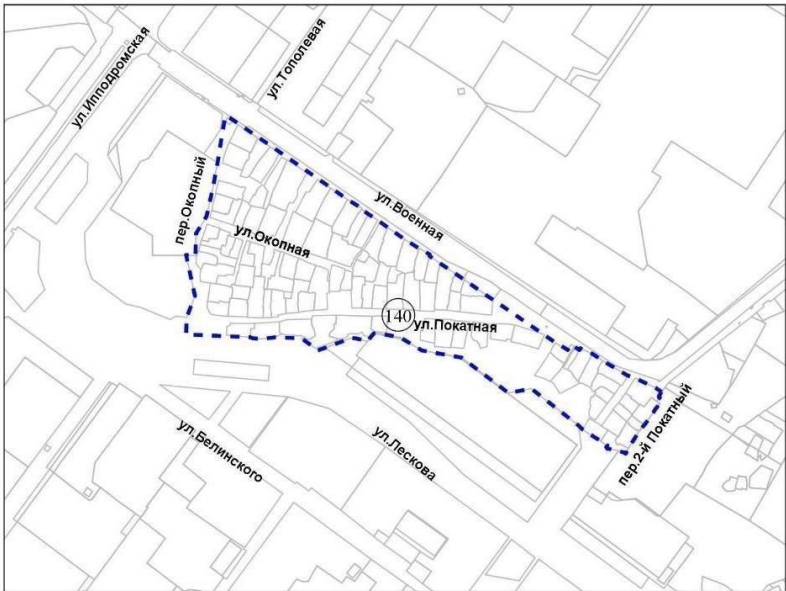 ул.Ипподромская
ул.Тополевая
пер.Окопный
ул.Военная
ул.Окопная
140
ул.Покатная
пер.2-й Покатный
ул.Белинского
ул.Лескова